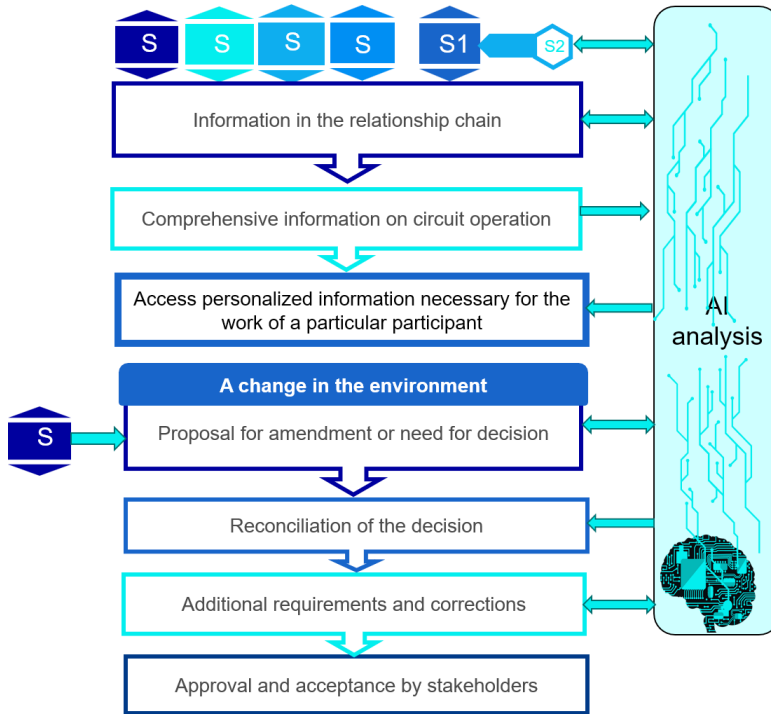 S S S S S1 S2
Information in the relationship chain
Comprehensive information on circuit operation
Access personalized information necessary for the
work of a particular participant
AI
analysis
A change in the environment
S
Proposal for amendment or need for decision
Reconciliation of the decision
Additional requirements and corrections
Approval and acceptance by stakeholders